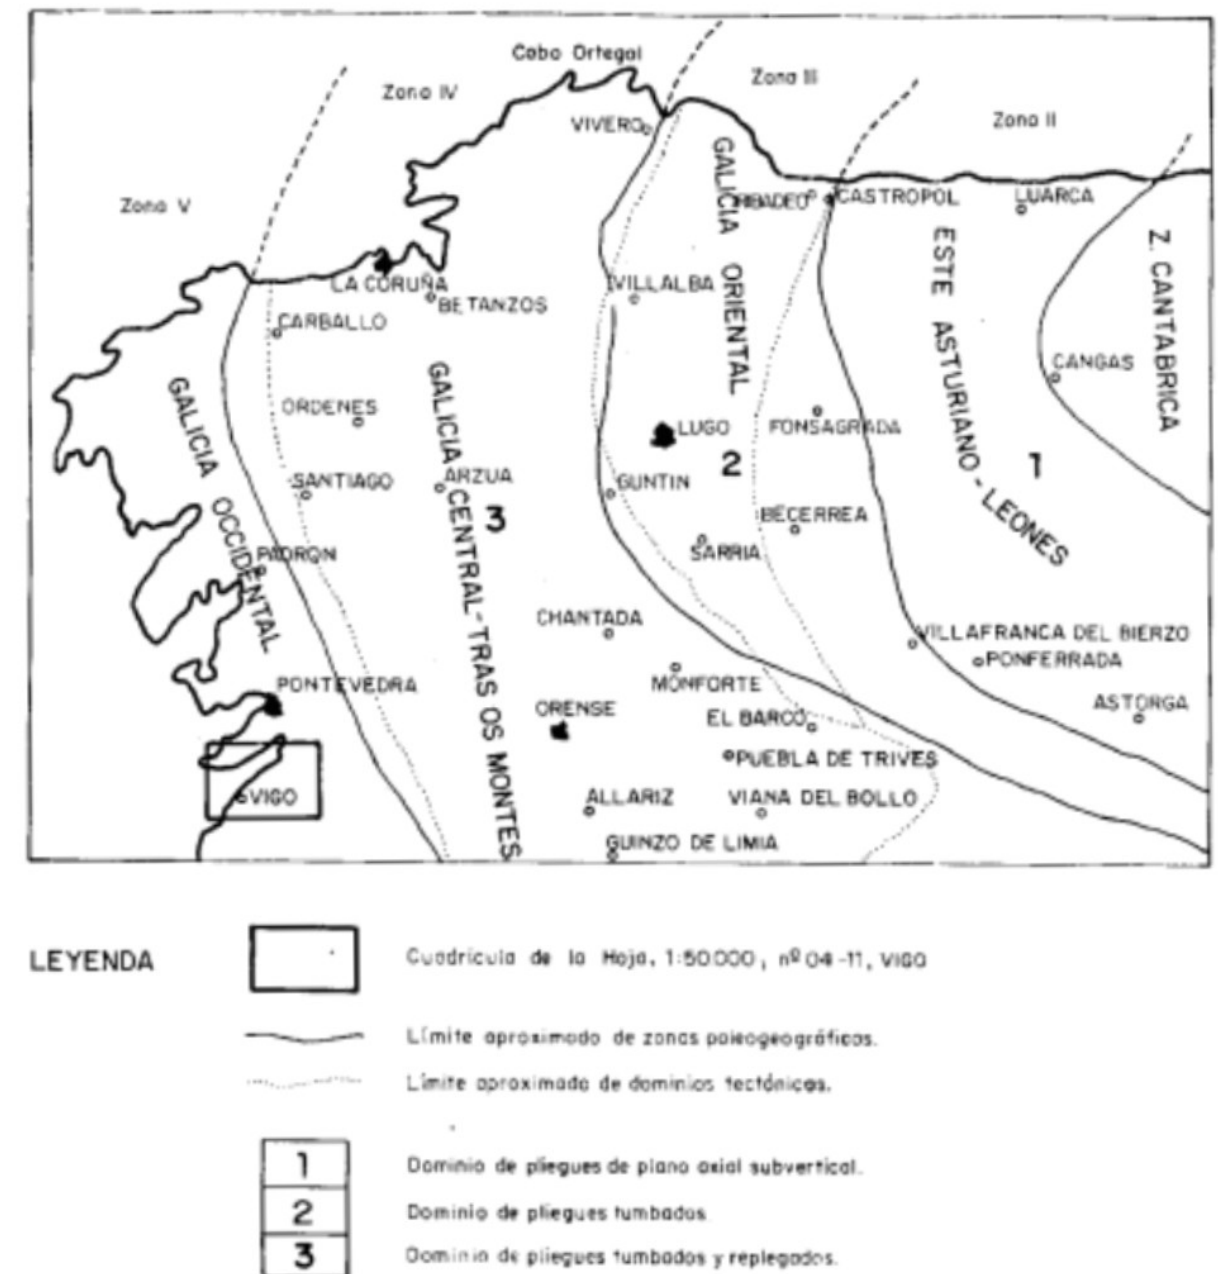 Cabo Ortegal
Zona III
Zona IV
Zona II
VIVERO
Zona V
RIBADEO
CASTROPOL
LUARCA
GALICIA ORIENTAL
ESTE ASTURIANO - LEONES
Z. CANTABRICA
LA CORUÑA
BETANZOS
VILLALBA
CARBALLO
CANGAS
GALICIA OCCIDENTAL
GALICIA CENTRAL-TRAS OS MONTES
ORDENES
LUGO
FONSAGRADA
2
1
SANTIAGO
ARZUA
GUNTIN
3
BECERREA
PADRON
SARRIA
CHANTADA
VILLAFRANCA DEL BIERZO
PONFERRADA
PONTEVEDRA
MONFORTE
ORENSE
EL BARCO
ASTORGA
PUEBLA DE TRIVES
VIGO
ALLARIZ
VIANA DEL BOLLO
GUINZO DE LIMIA
LEYENDA
Cuadrícula de la Hoja, 1:50.000, nº 04-11, VIGO
Límite aproximado de zonas paleogeográficas.
Límite aproximado de dominios tectónicos.
1 Dominio de pliegues de plano axial subvertical.
2 Dominio de pliegues tumbados
3 Dominio de pliegues tumbados y replegados.